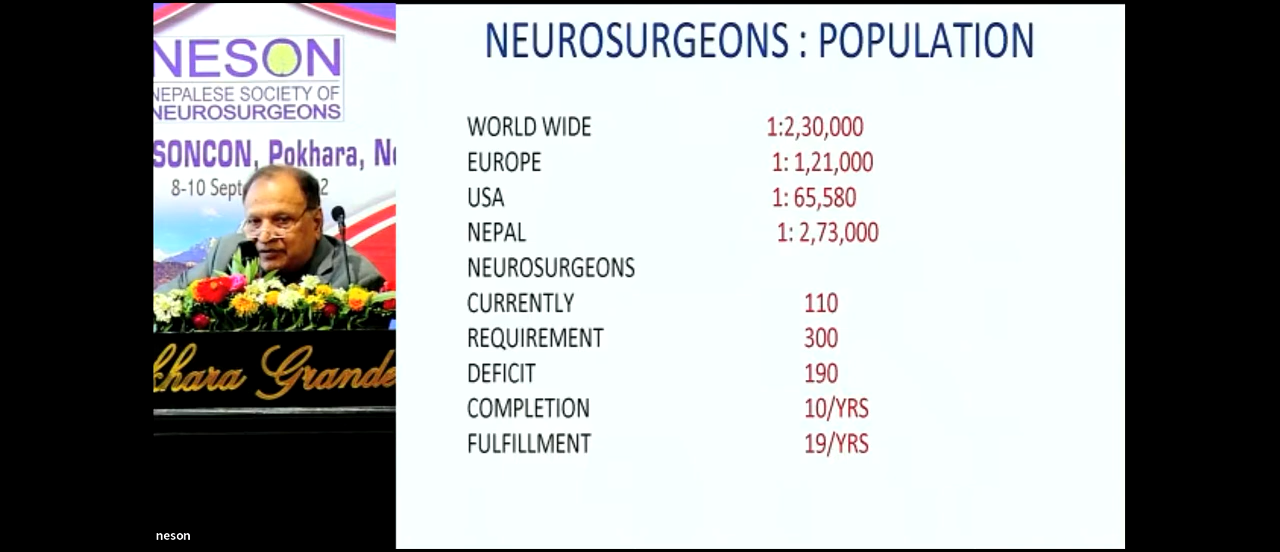 NESON
NEPALESE SOCIETY OF
NEUROSURGEONS
SONCON, Pokhara,
8-10
khara Grande
neson
NEUROSURGEONS : POPULATION
WORLD WIDE 1:2,30,000
EUROPE 1: 1,21,000
USA 1: 65,580
NEPAL 1: 2,73,000
NEUROSURGEONS
CURRENTLY 110
REQUIREMENT 300
DEFICIT 190
COMPLETION 10/YRS
FULFILLMENT 19/YRS